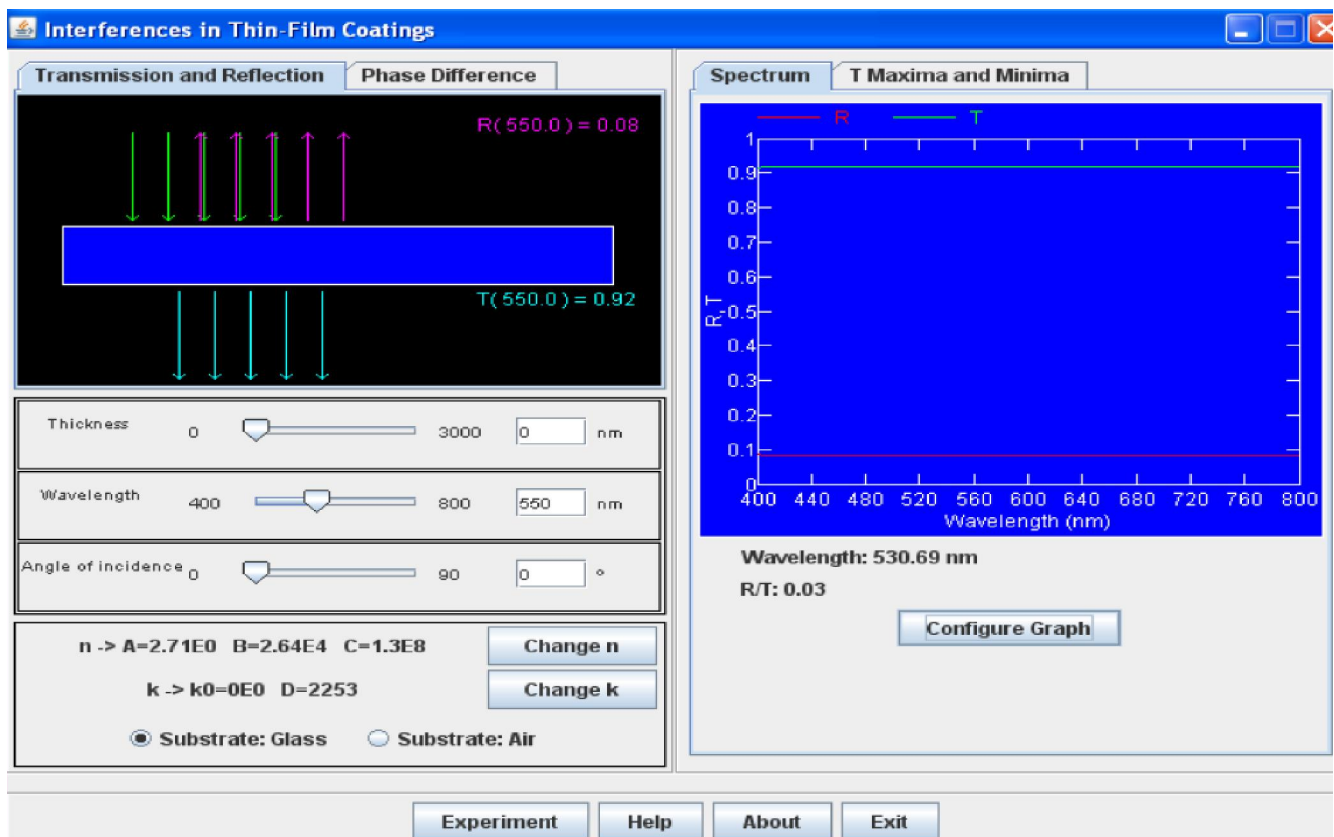 Interferences in Thin-Film Coatings
Transmission and Reflection
Phase Difference
R(550.0)=0.08
T(550.0)=0.92
Thickness 0 3000 0 nm
Wavelength 400 800 550 nm
Angle of incidence 0 90 0 °
n -> A=2.71E0 B=2.64E4 C=1.3E8 Change n
k -> k0=0E0 D=2253 Change k
Substrate: Glass Substrate: Air
Spectrum
T Maxima and Minima
R T
1
0.9
0.8
0.7
0.6
0.5
0.4
0.3
0.2
0.1
0
R,T
400 440 480 520 560 600 640 680 720 760 800
Wavelength (nm)
Wavelength: 530.69 nm
R/T: 0.03
Configure Graph
Experiment Help About Exit